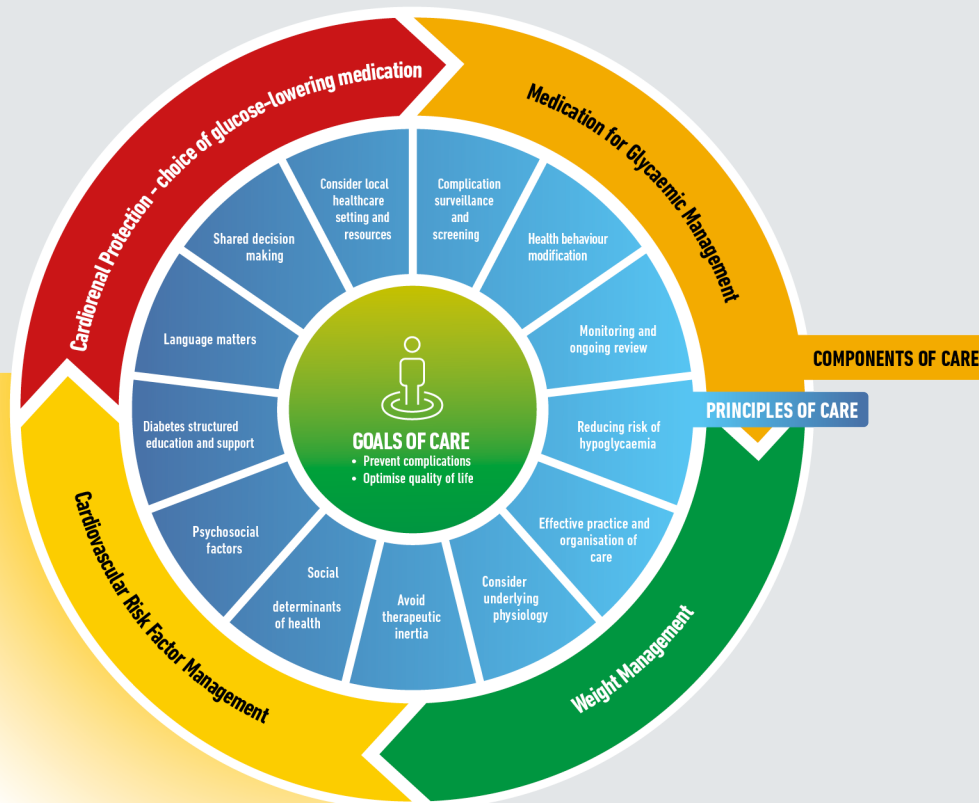 Cardiorenal Protection - choice of glucose-lowering medication
Medication for Glycaemic Management
Consider local
healthcare
setting and
resources
Complication
surveillance
and
screening
Shared decision
making
Health behaviour
modification
Language matters
Monitoring and
ongoing review
COMPONENTS OF CARE
PRINCIPLES OF CARE
Diabetes structured
education and support
GOALS OF CARE
• Prevent complications
• Optimise quality of life
Reducing risk of
hypoglycaemia
Psychosocial
factors
Effective practice and
organisation of
care
Social
determinants
of health
Avoid
therapeutic
inertia
Consider
underlying
physiology
Cardiovascular Risk Factor Management
Weight Management